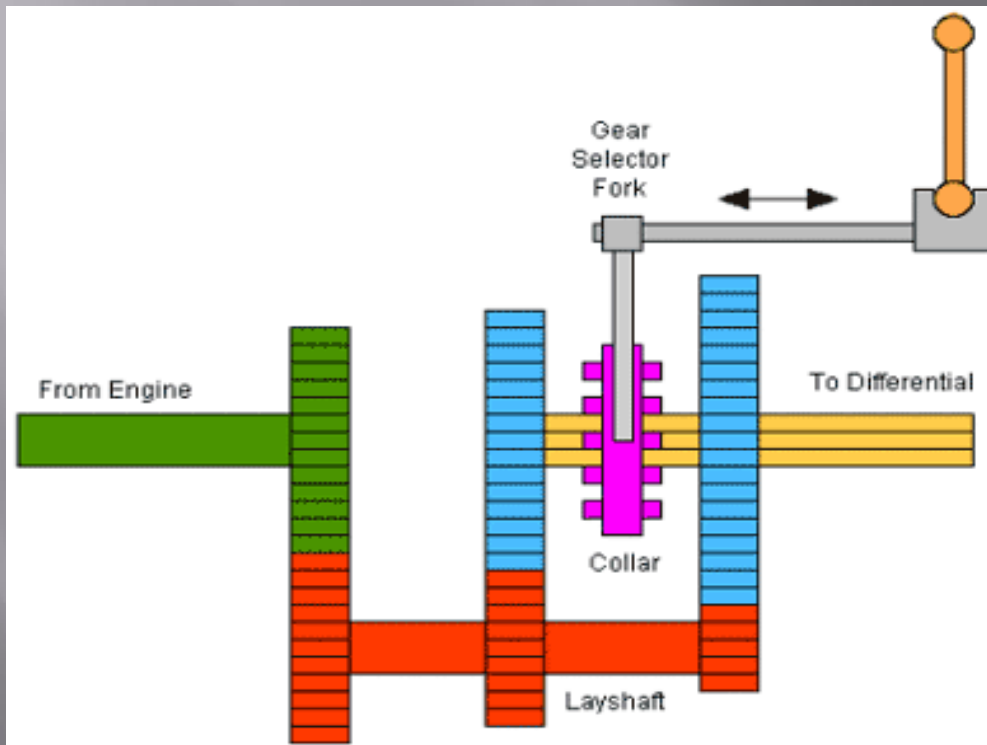 Gear
Selector
Fork
From Engine
To Differential
Collar
Layshaft